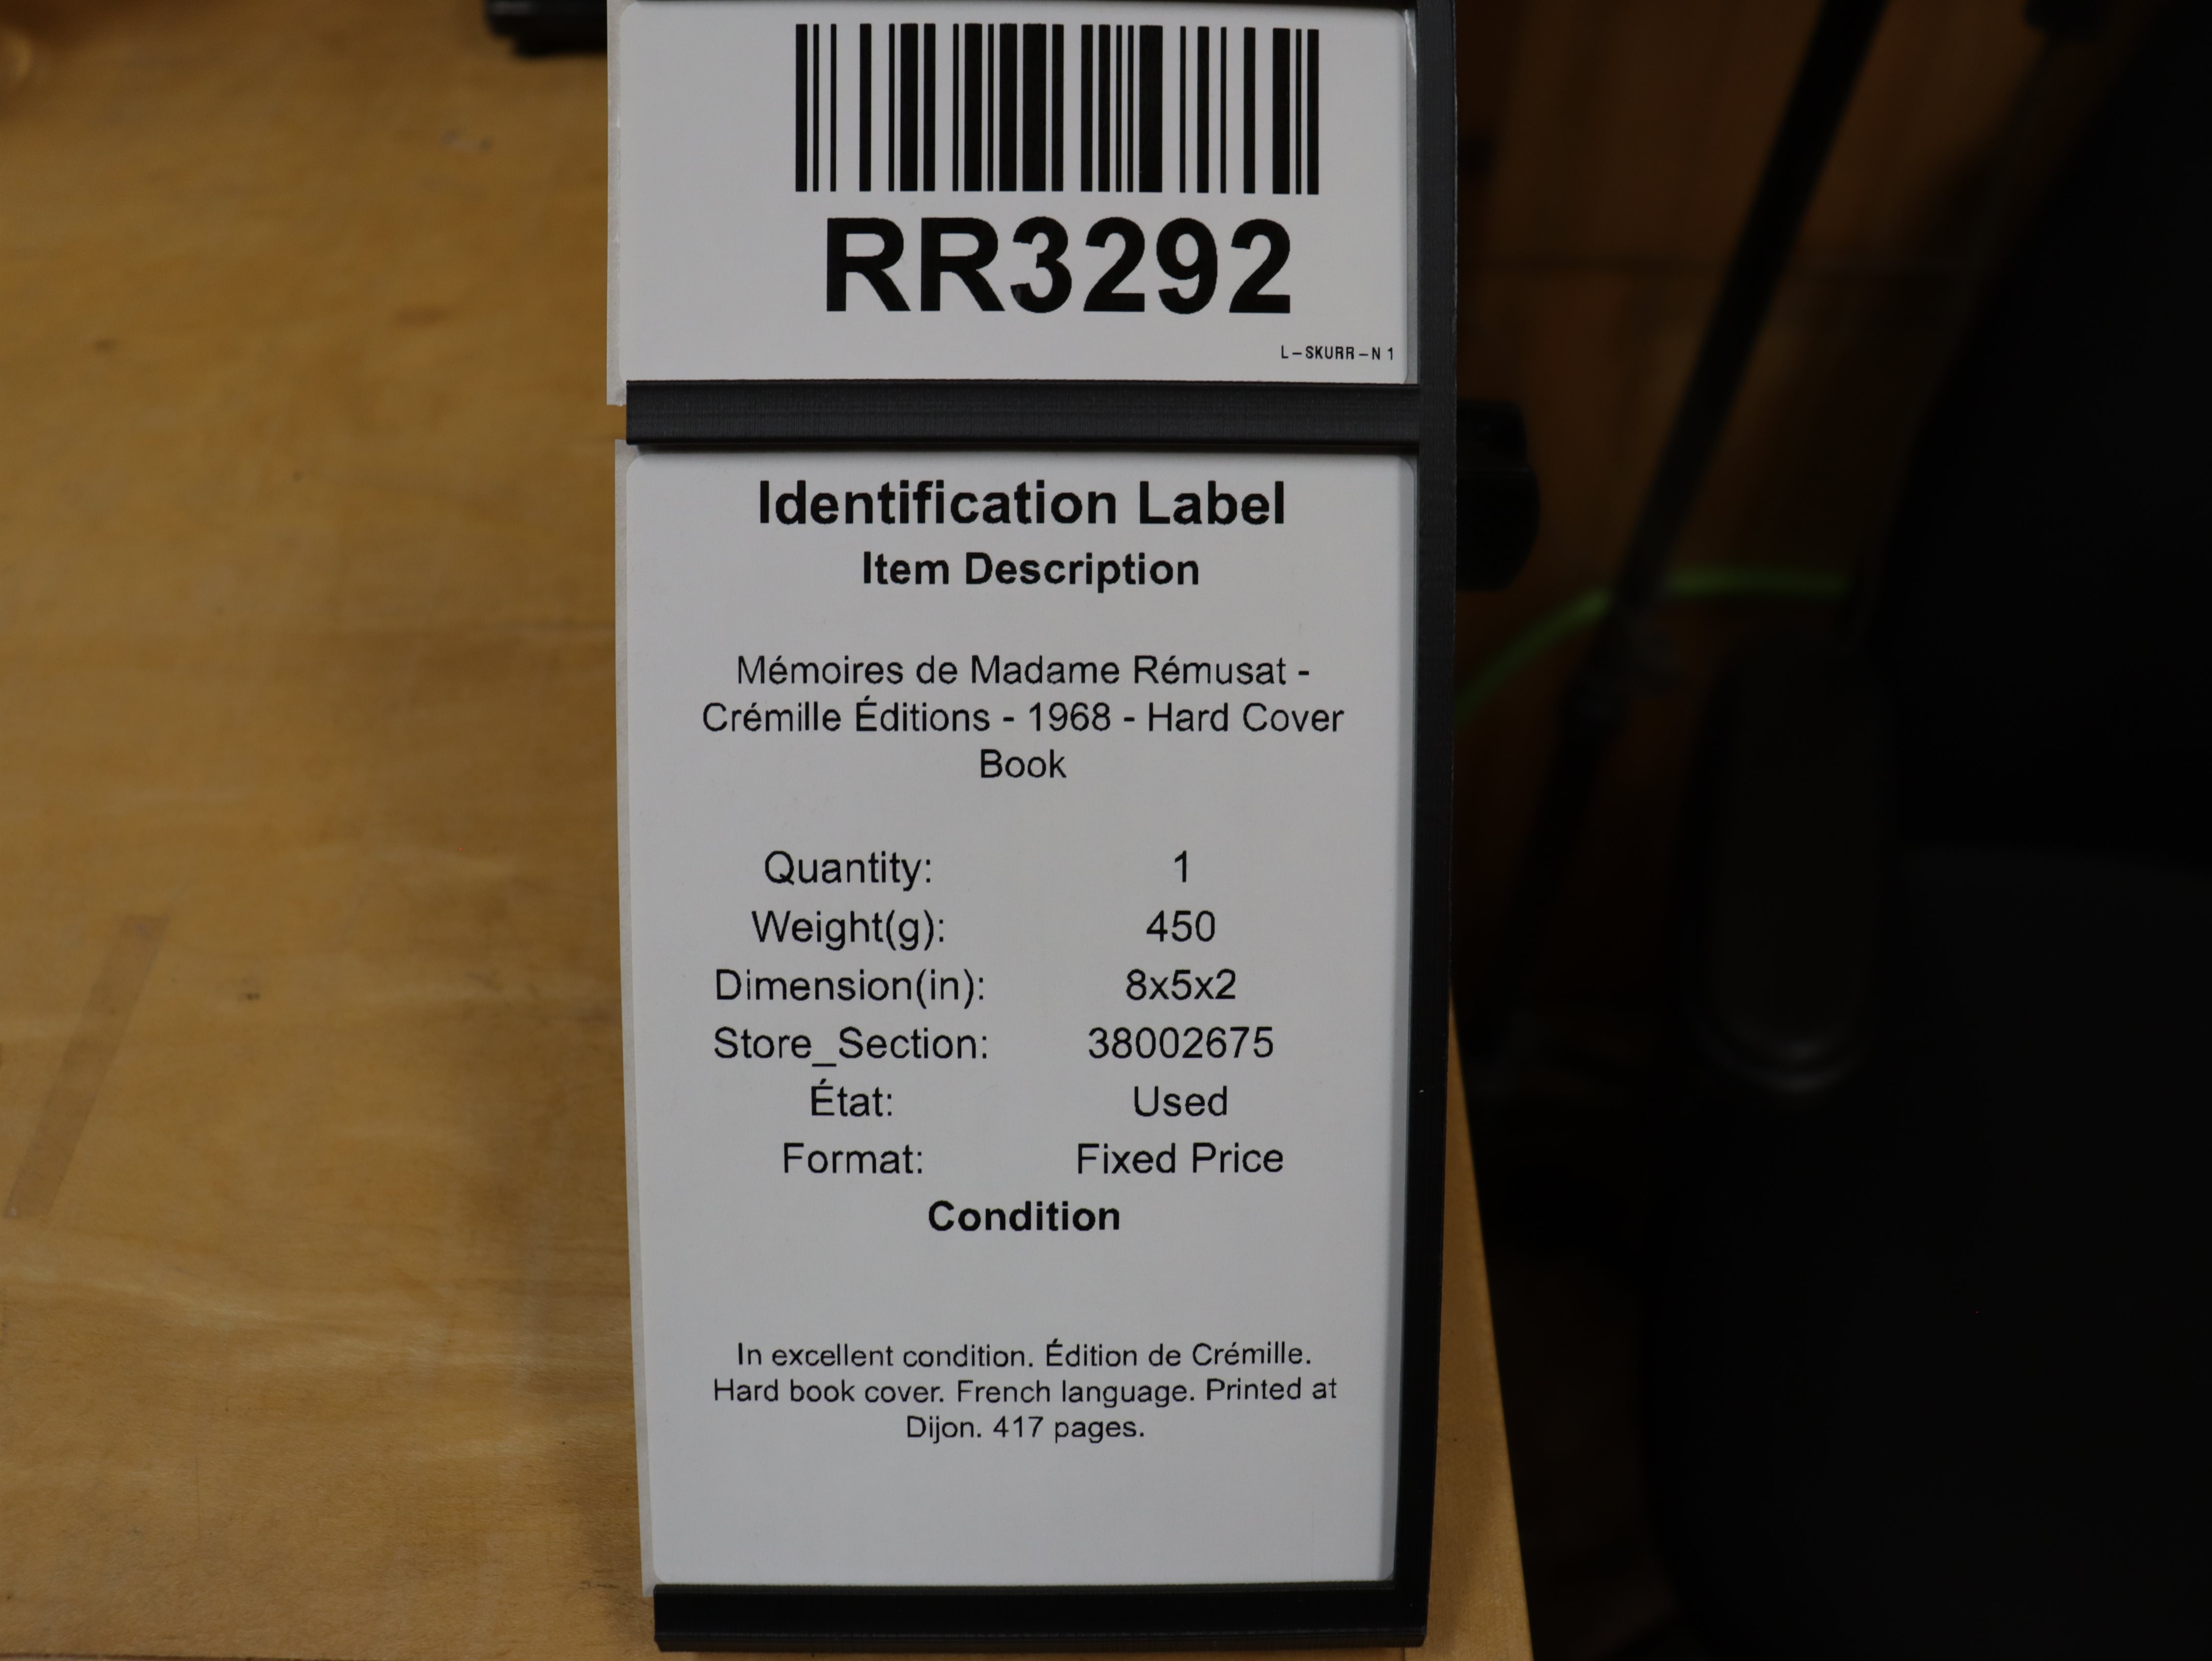 RR3292
L-SKURR-N 1
Identification Label
Item Description
Mémoires de Madame Rémusat -
Crémille Éditions - 1968 - Hard Cover
Book
Quantity: 1
Weight(g): 450
Dimension(in): 8x5x2
Store_Section: 38002675
État: Used
Format: Fixed Price
Condition
In excellent condition. Édition de Crémille.
Hard book cover. French language. Printed at
Dijon. 417 pages.